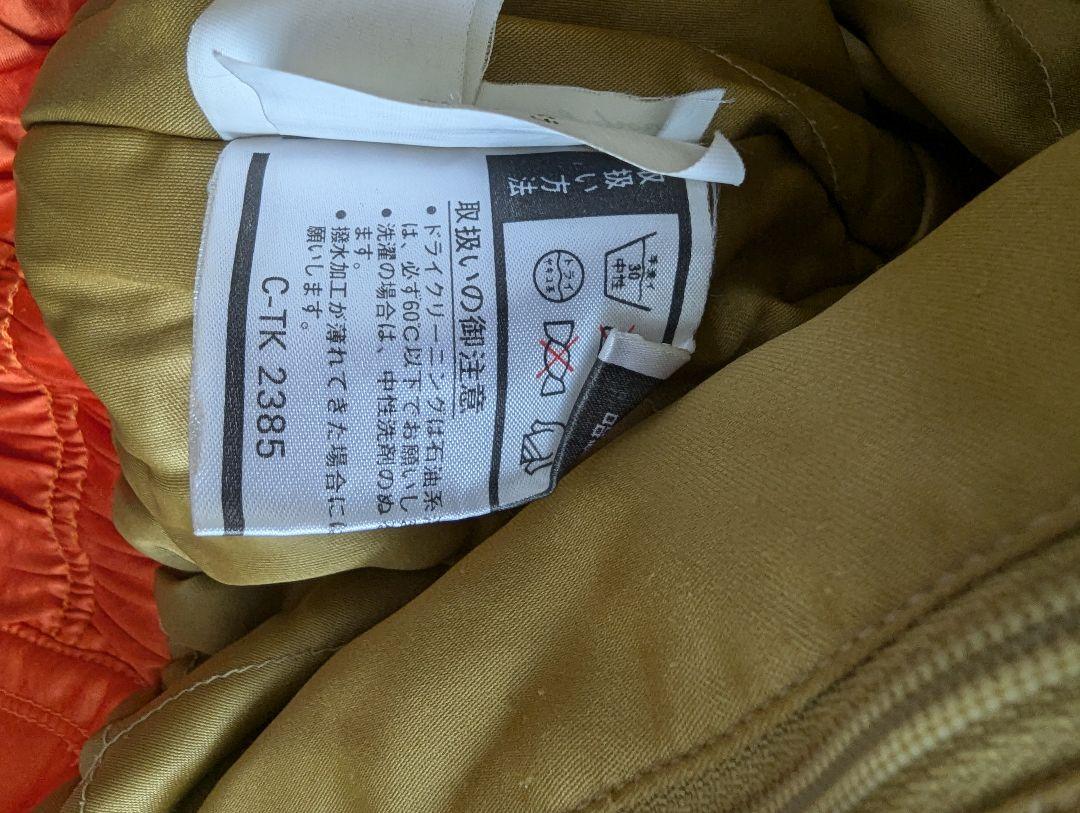 取扱い方法
手洗イ
30
中性
ドライ
セキユ系
取扱いの御注意
・ドライクリーニングは石油系
は、必ず60℃以下でお願いし
・洗濯の場合は、中性洗剤のぬ
ます。
・撥水加工が薄れてきた場合に
願いします。
C-TK 2385